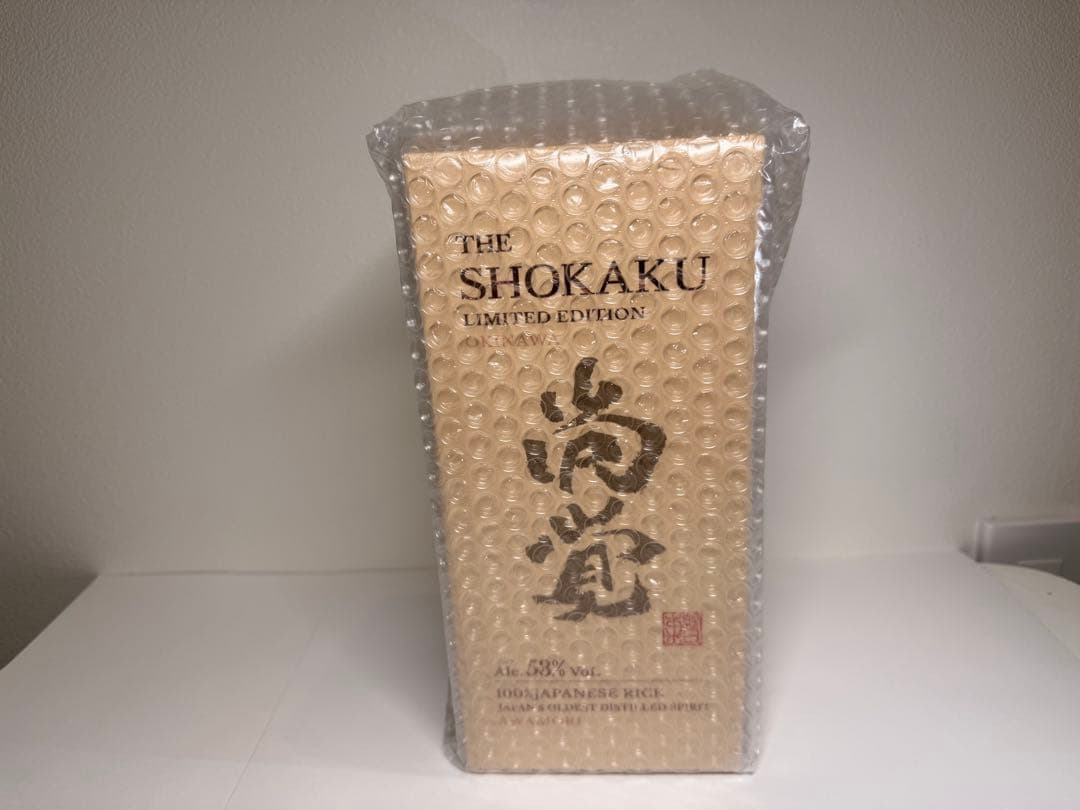 THE
SHOKAKU
LIMITED EDITION
OKINAWA
尚
覚
Alc. 53% Vol.
100% JAPANESE RICE
JAPAN'S OLDEST DISTILLED SPIRIT
AWAMORI